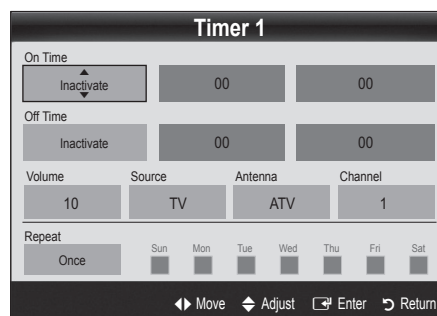 Timer 1
On Time
Inactivate 00 00
Off Time
Inactivate 00 00
Volume Source Antenna Channel
10 TV ATV 1
Repeat
Once Sun Mon Tue Wed Thu Fri Sat
Move Adjust Enter Return